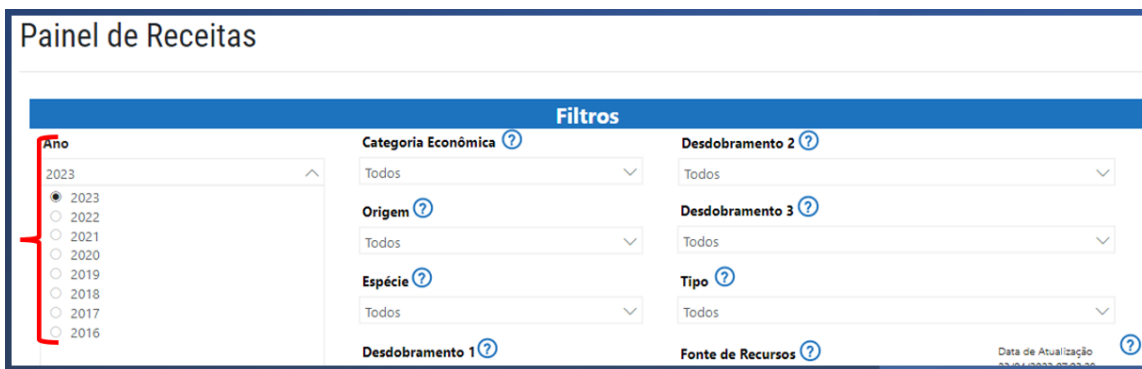 Painel de Receitas
Filtros
Ano
2023
2023
2022
2021
2020
2019
2018
2017
2016
Categoria Econômica ?
Todos
Origem ?
Todos
Espécie ?
Todos
Desdobramento 1 ?
Desdobramento 2 ?
Todos
Desdobramento 3 ?
Todos
Tipo ?
Todos
Fonte de Recursos ?
Data de Atualização ?